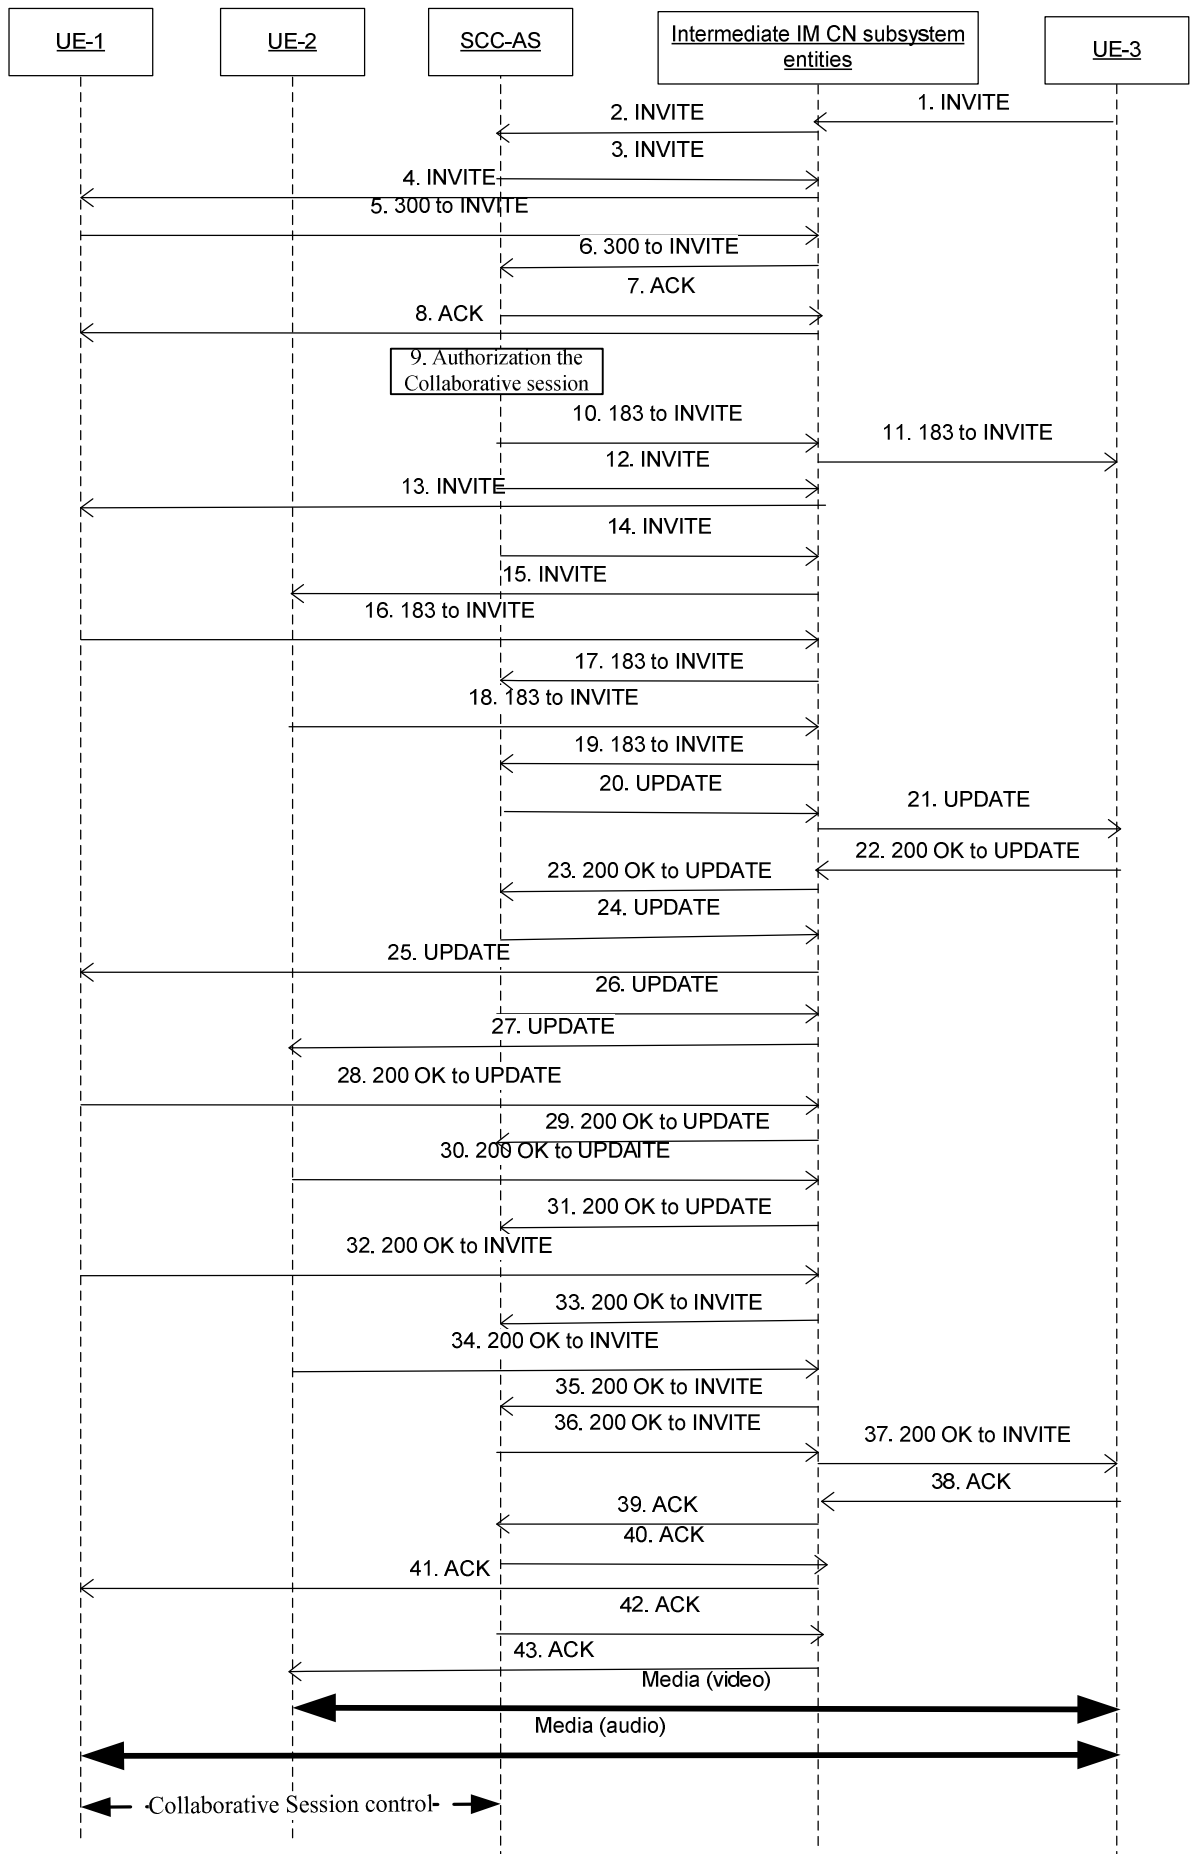 UE-1
UE-2
SCC-AS
Intermediate IM CN subsystem
entities
UE-3
1. INVITE
2. INVITE
3. INVITE
4. INVITE
5. 300 to INVITE
6. 300 to INVITE
7. ACK
8. ACK
9. Authorization the
Collaborative session
10. 183 to INVITE
11. 183 to INVITE
12. INVITE
13. INVITE
14. INVITE
15. INVITE
16. 183 to INVITE
17. 183 to INVITE
18. 183 to INVITE
19. 183 to INVITE
20. UPDATE
21. UPDATE
22. 200 OK to UPDATE
23. 200 OK to UPDATE
24. UPDATE
25. UPDATE
26. UPDATE
27. UPDATE
28. 200 OK to UPDATE
29. 200 OK to UPDATE
30. 200 OK to UPDAITE
31. 200 OK to UPDATE
32. 200 OK to INVITE
33. 200 OK to INVITE
34. 200 OK to INVITE
35. 200 OK to INVITE
36. 200 OK to INVITE
37. 200 OK to INVITE
38. ACK
39. ACK
40. ACK
41. ACK
42. ACK
43. ACK
Media (video)
Media (audio)
Collaborative Session control